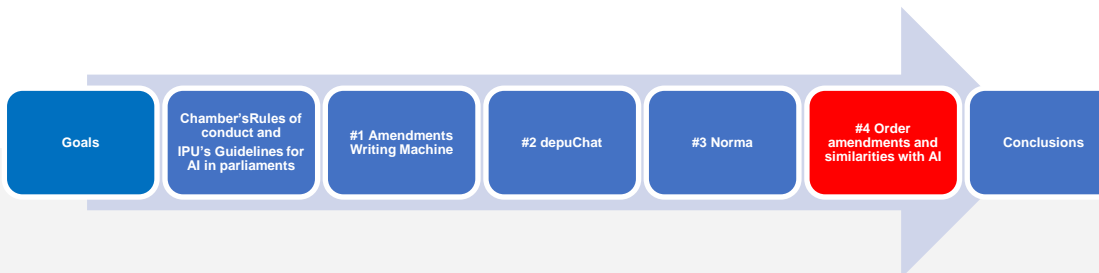 Goals
Chamber'sRules of
conduct and
IPU's Guidelines for
AI in parliaments
#1 Amendments
Writing Machine
#2 depuChat
#3 Norma
#4 Order
amendments and
similarities with AI
Conclusions